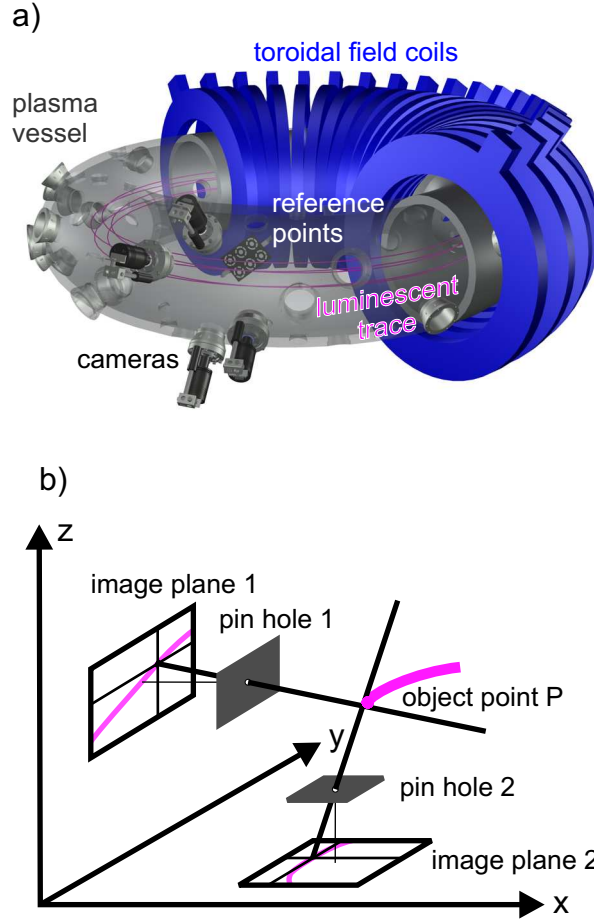 a)
toroidal field coils
plasma
vessel
reference
points
luminescent
trace
cameras
b)
z
image plane 1
pin hole 1
object point P
y
pin hole 2
image plane 2
x